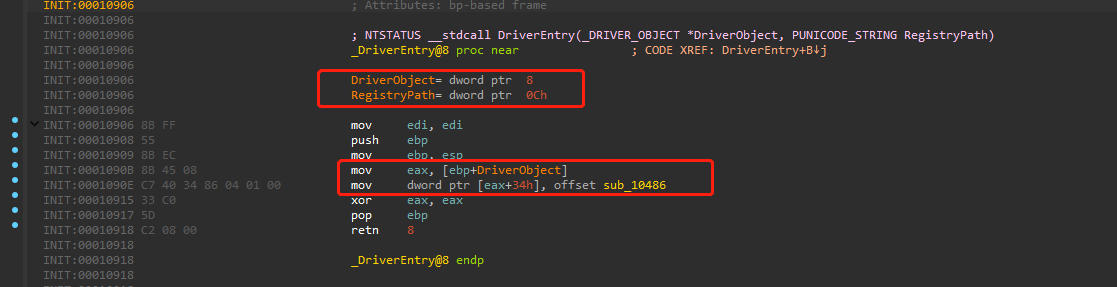 INIT:00010906 ; Attributes: bp-based frame
INIT:00010906
INIT:00010906 ; NTSTATUS __stdcall DriverEntry(_DRIVER_OBJECT *DriverObject, PUNICODE_STRING RegistryPath)
INIT:00010906 _DriverEntry@8 proc near ; CODE XREF: DriverEntry+B↓j
INIT:00010906
INIT:00010906 DriverObject= dword ptr 8
INIT:00010906 RegistryPath= dword ptr 0Ch
INIT:00010906
INIT:00010906 8B FF mov edi, edi
INIT:00010908 55 push ebp
INIT:00010909 8B EC mov ebp, esp
INIT:0001090B 8B 45 08 mov eax, [ebp+DriverObject]
INIT:0001090E C7 40 34 86 04 01 00 mov dword ptr [eax+34h], offset sub_10486
INIT:00010915 33 C0 xor eax, eax
INIT:00010917 5D pop ebp
INIT:00010918 C2 08 00 retn 8
INIT:00010918
INIT:00010918 _DriverEntry@8 endp
INIT:00010918